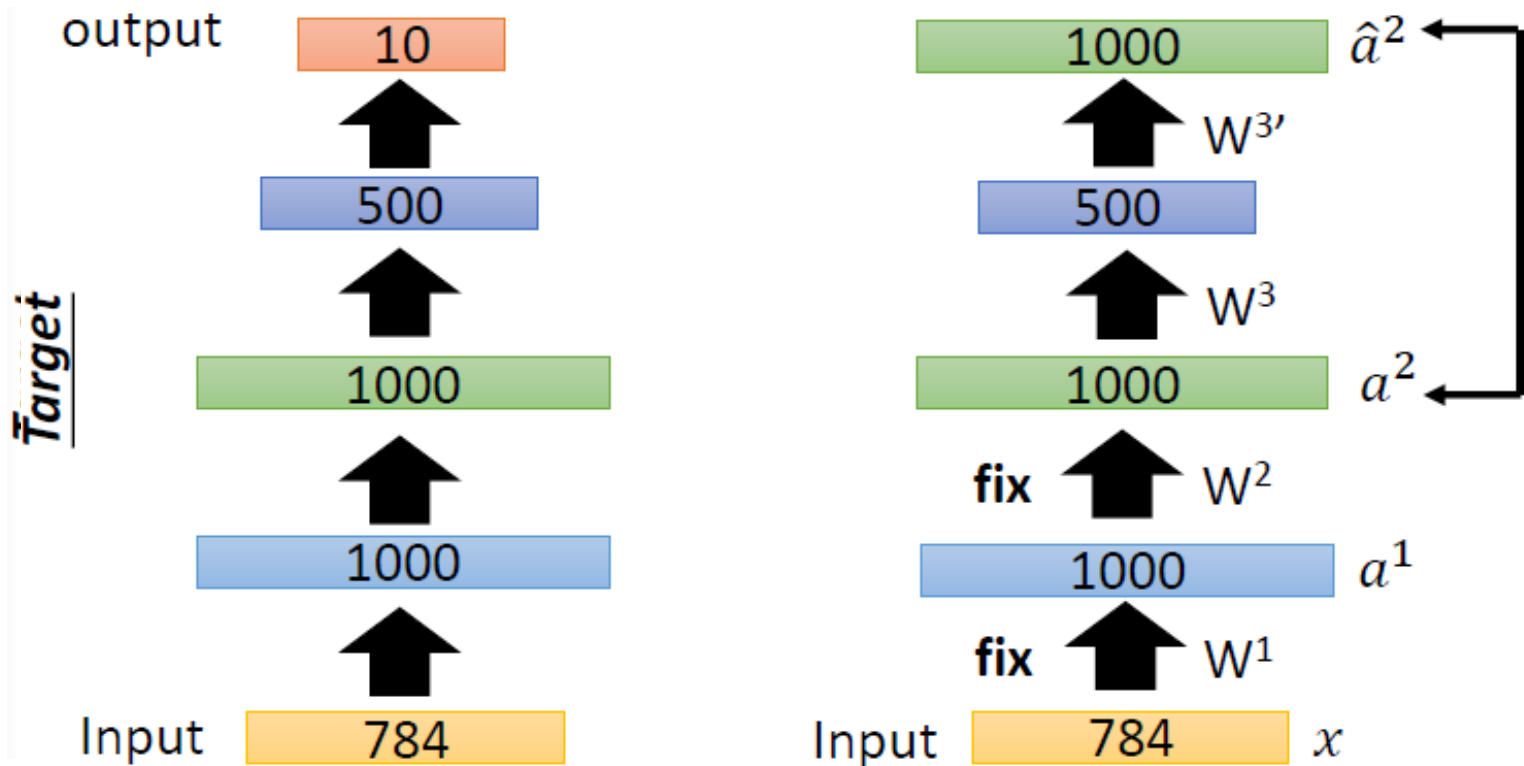 output
10
500
Target
1000
1000
Input
784
1000
â²
W³’
500
W³
1000
a²
fix
W²
1000
a¹
fix
W¹
Input
784
x